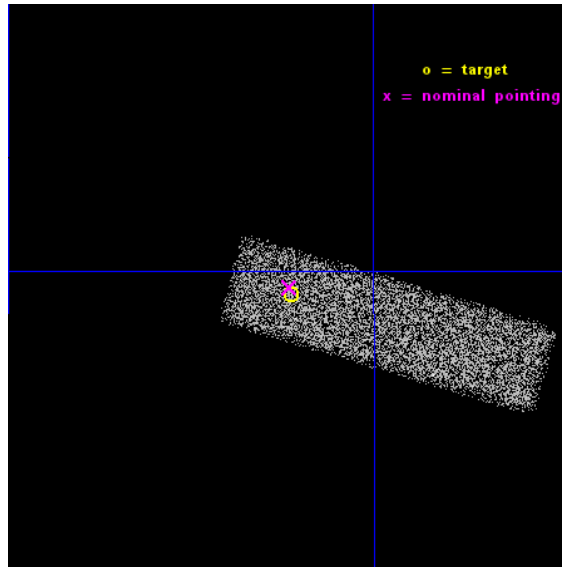 o = target
x = nominal pointing